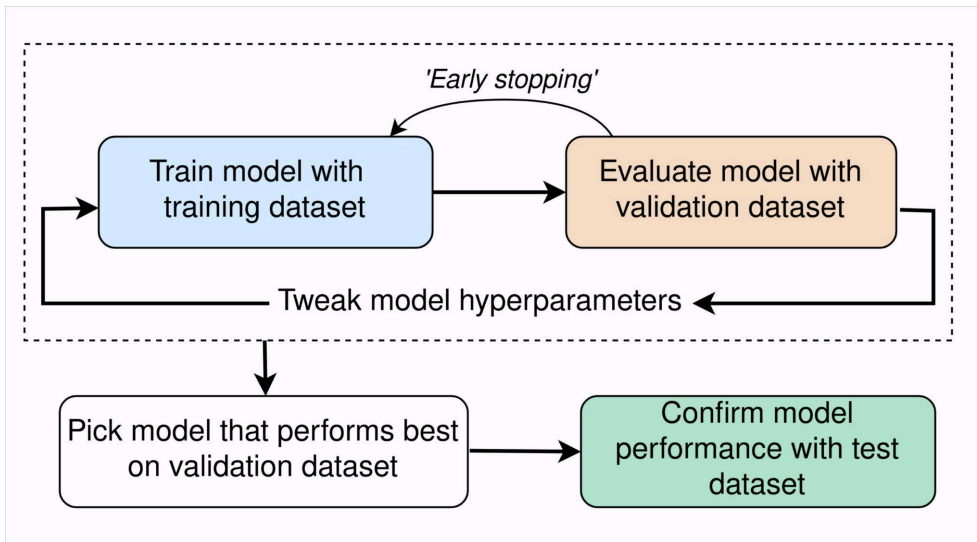 'Early stopping'
Train model with
training dataset
Evaluate model with
validation dataset
Tweak model hyperparameters
Pick model that performs best
on validation dataset
Confirm model
performance with test
dataset